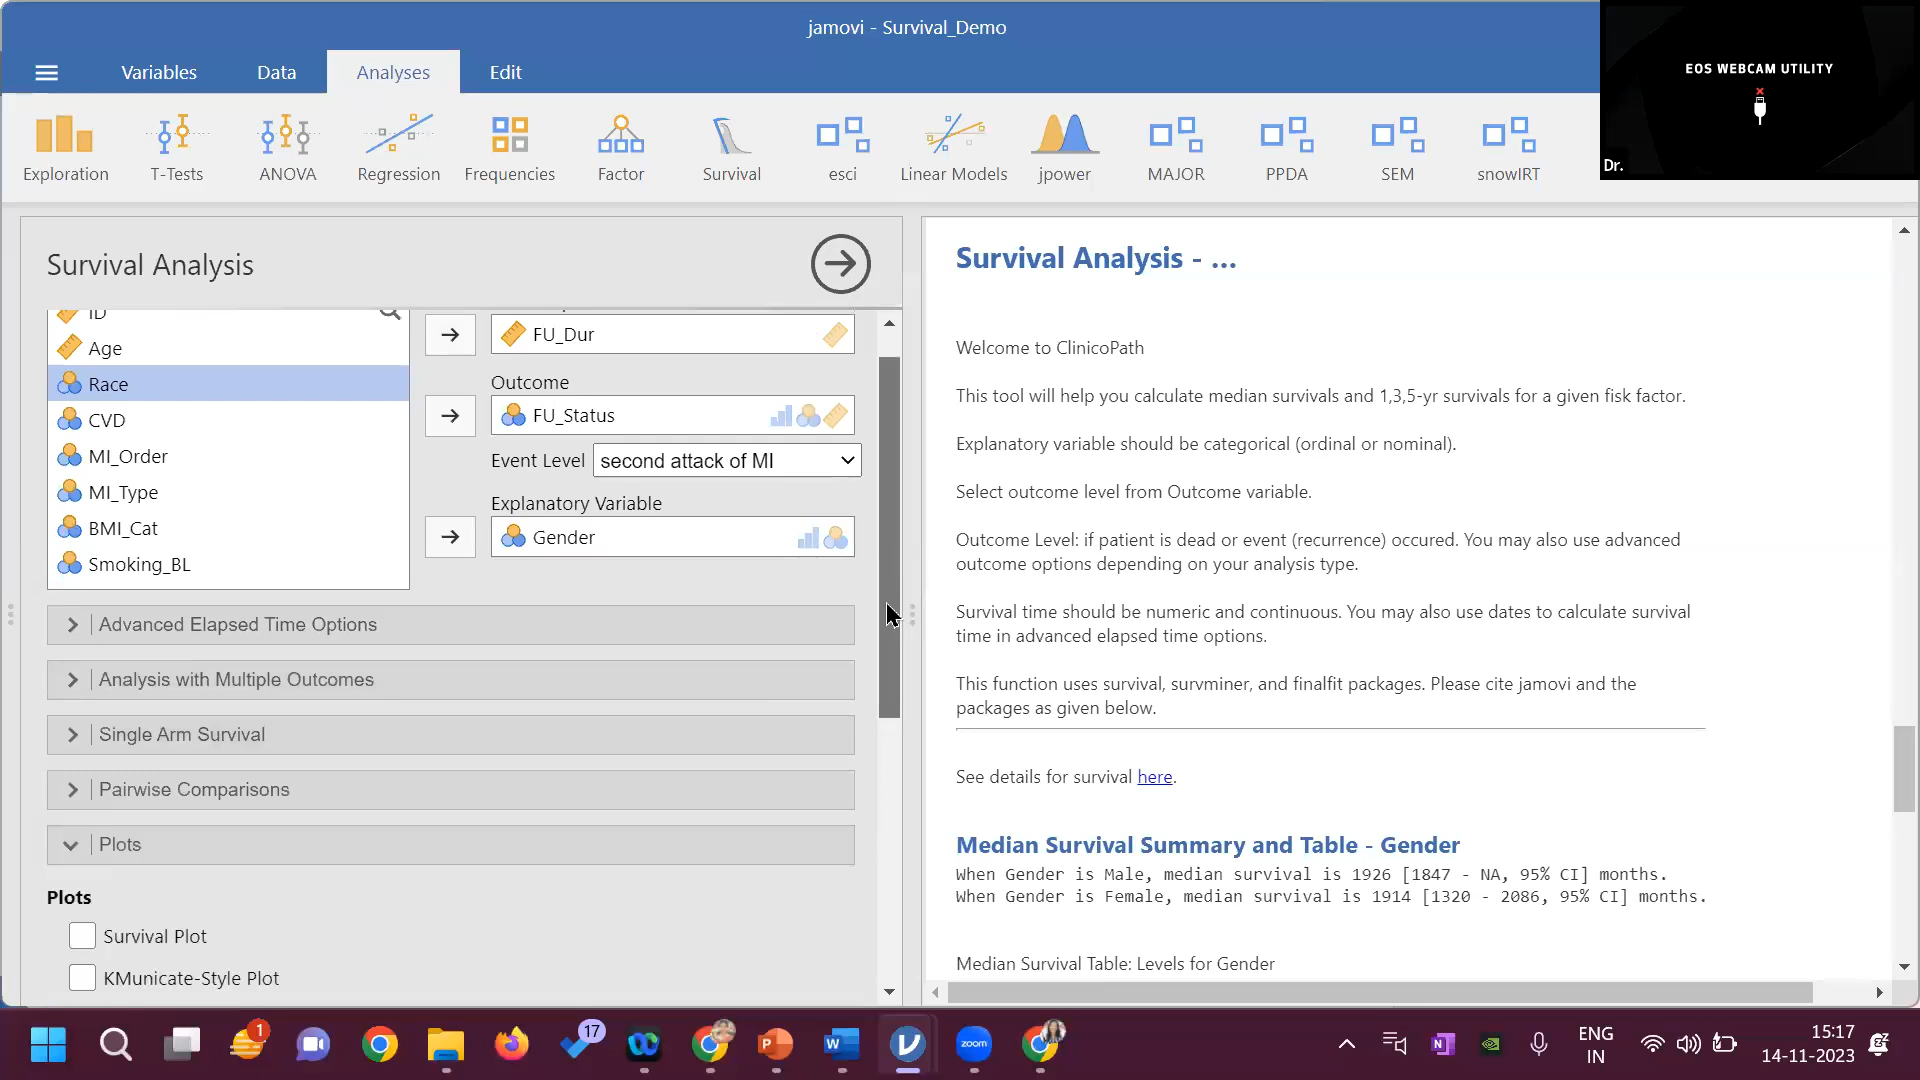 jamovi - Survival_Demo
Variables
Data
Analyses
Edit
EOS WEBCAM UTILITY
Dr.
Exploration
T-Tests
ANOVA
Regression
Frequencies
Factor
Survival
esci
Linear Models
jpower
MAJOR
PPDA
SEM
snowIRT
Survival Analysis
ID
Age
Race
CVD
MI_Order
MI_Type
BMI_Cat
Smoking_BL
FU_Dur
Outcome
FU_Status
Event Level
second attack of MI
Explanatory Variable
Gender
Advanced Elapsed Time Options
Analysis with Multiple Outcomes
Single Arm Survival
Pairwise Comparisons
Plots
Plots
Survival Plot
KMunicate-Style Plot
Survival Analysis - ...
Welcome to ClinicoPath
This tool will help you calculate median survivals and 1,3,5-yr survivals for a given fisk factor.
Explanatory variable should be categorical (ordinal or nominal).
Select outcome level from Outcome variable.
Outcome Level: if patient is dead or event (recurrence) occured. You may also use advanced
outcome options depending on your analysis type.
Survival time should be numeric and continuous. You may also use dates to calculate survival
time in advanced elapsed time options.
This function uses survival, survminer, and finalfit packages. Please cite jamovi and the
packages as given below.
See details for survival here.
Median Survival Summary and Table - Gender
When Gender is Male, median survival is 1926 [1847 - NA, 95% CI] months.
When Gender is Female, median survival is 1914 [1320 - 2086, 95% CI] months.
Median Survival Table: Levels for Gender
1
17
zoom
ENG
IN
15:17
14-11-2023